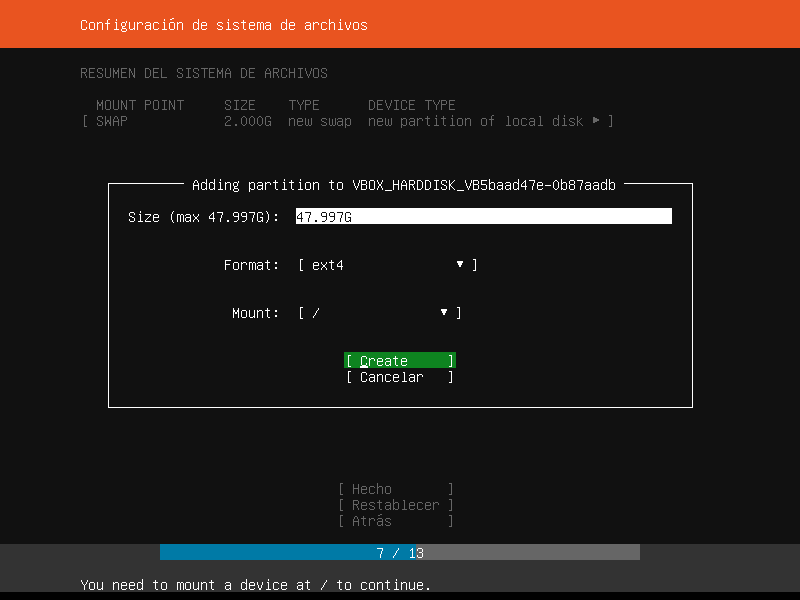 Configuración de sistema de archivos
RESUMEN DEL SISTEMA DE ARCHIVOS
MOUNT POINT SIZE TYPE DEVICE TYPE
[ SWAP 2.000G new swap new partition of local disk ▸ ]
Adding partition to VBOX_HARDDISK_VB5baad47e-0b87aadb
Size (max 47.997G): 47.997G
Format: [ ext4 ▾ ]
Mount: [ / ▾ ]
[ Create ]
[ Cancelar ]
[ Hecho ]
[ Restablecer ]
[ Atrás ]
7 / 13
You need to mount a device at / to continue.